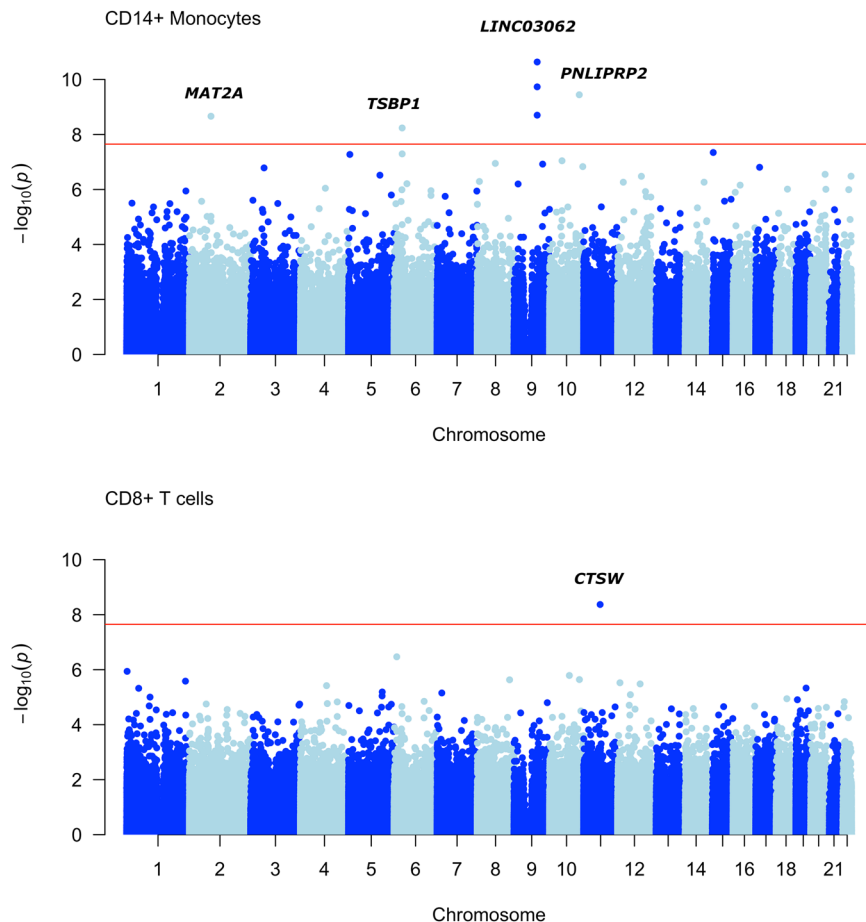 CD14+ Monocytes
LINC03062
PNLIPRP2
MAT2A
TSBP1
10
8
6
4
2
0
−log10(p)
1 2 3 4 5 6 7 8 9 10 12 14 16 18 21
Chromosome
CD8+ T cells
CTSW
10
8
6
4
2
0
−log10(p)
1 2 3 4 5 6 7 8 9 10 12 14 16 18 21
Chromosome